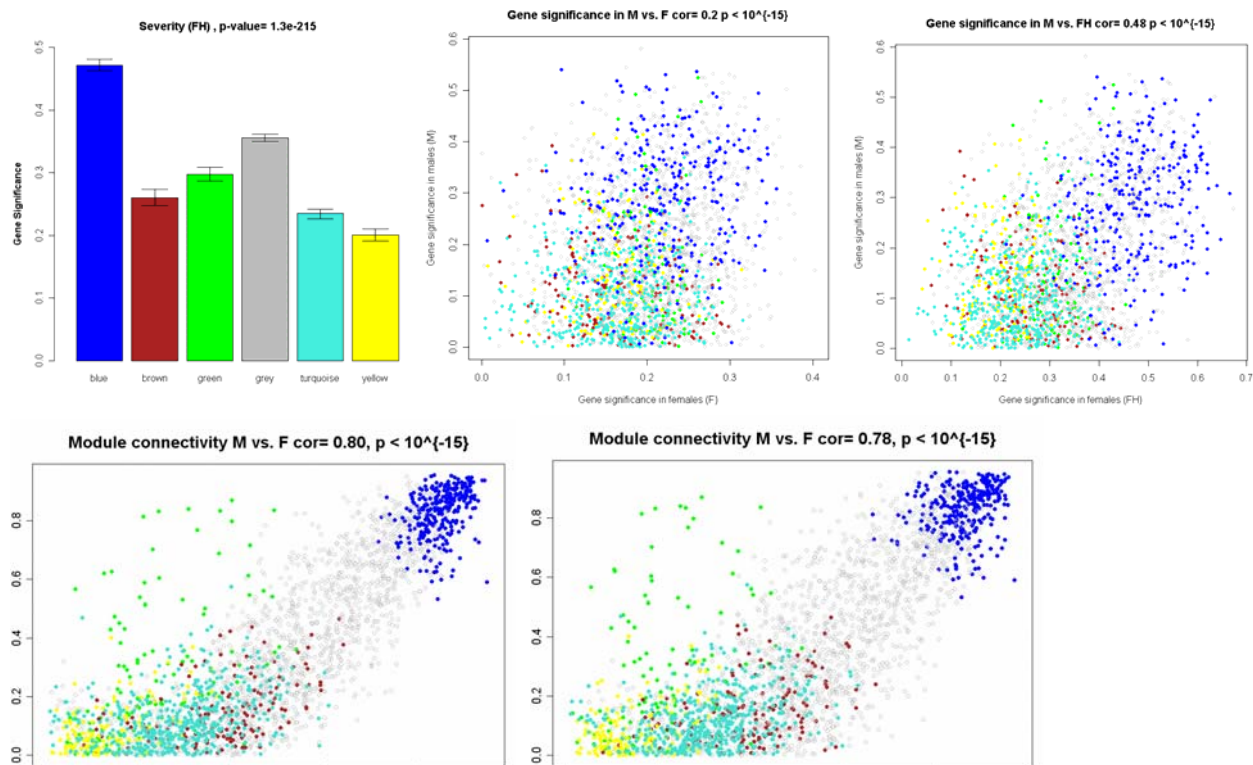 Severity (FH) , p-value= 1.3e-215
Gene Significance
0.0
0.1
0.2
0.3
0.4
0.5
blue
brown
green
grey
turquoise
yellow
Gene significance in M vs. F cor= 0.2 p < 10^{-15}
Gene significance in males (M)
0.0
0.1
0.2
0.3
0.4
0.5
0.6
0.0
0.1
0.2
0.3
0.4
Gene significance in females (F)
Gene significance in M vs. FH cor= 0.48 p < 10^{-15}
Gene significance in males (M)
0.0
0.1
0.2
0.3
0.4
0.5
0.6
0.0
0.1
0.2
0.3
0.4
0.5
0.6
0.7
Gene significance in females (FH)
Module connectivity M vs. F cor= 0.80, p < 10^{-15}
0.0
0.2
0.4
0.6
0.8
Module connectivity M vs. F cor= 0.78, p < 10^{-15}
0.0
0.2
0.4
0.6
0.8